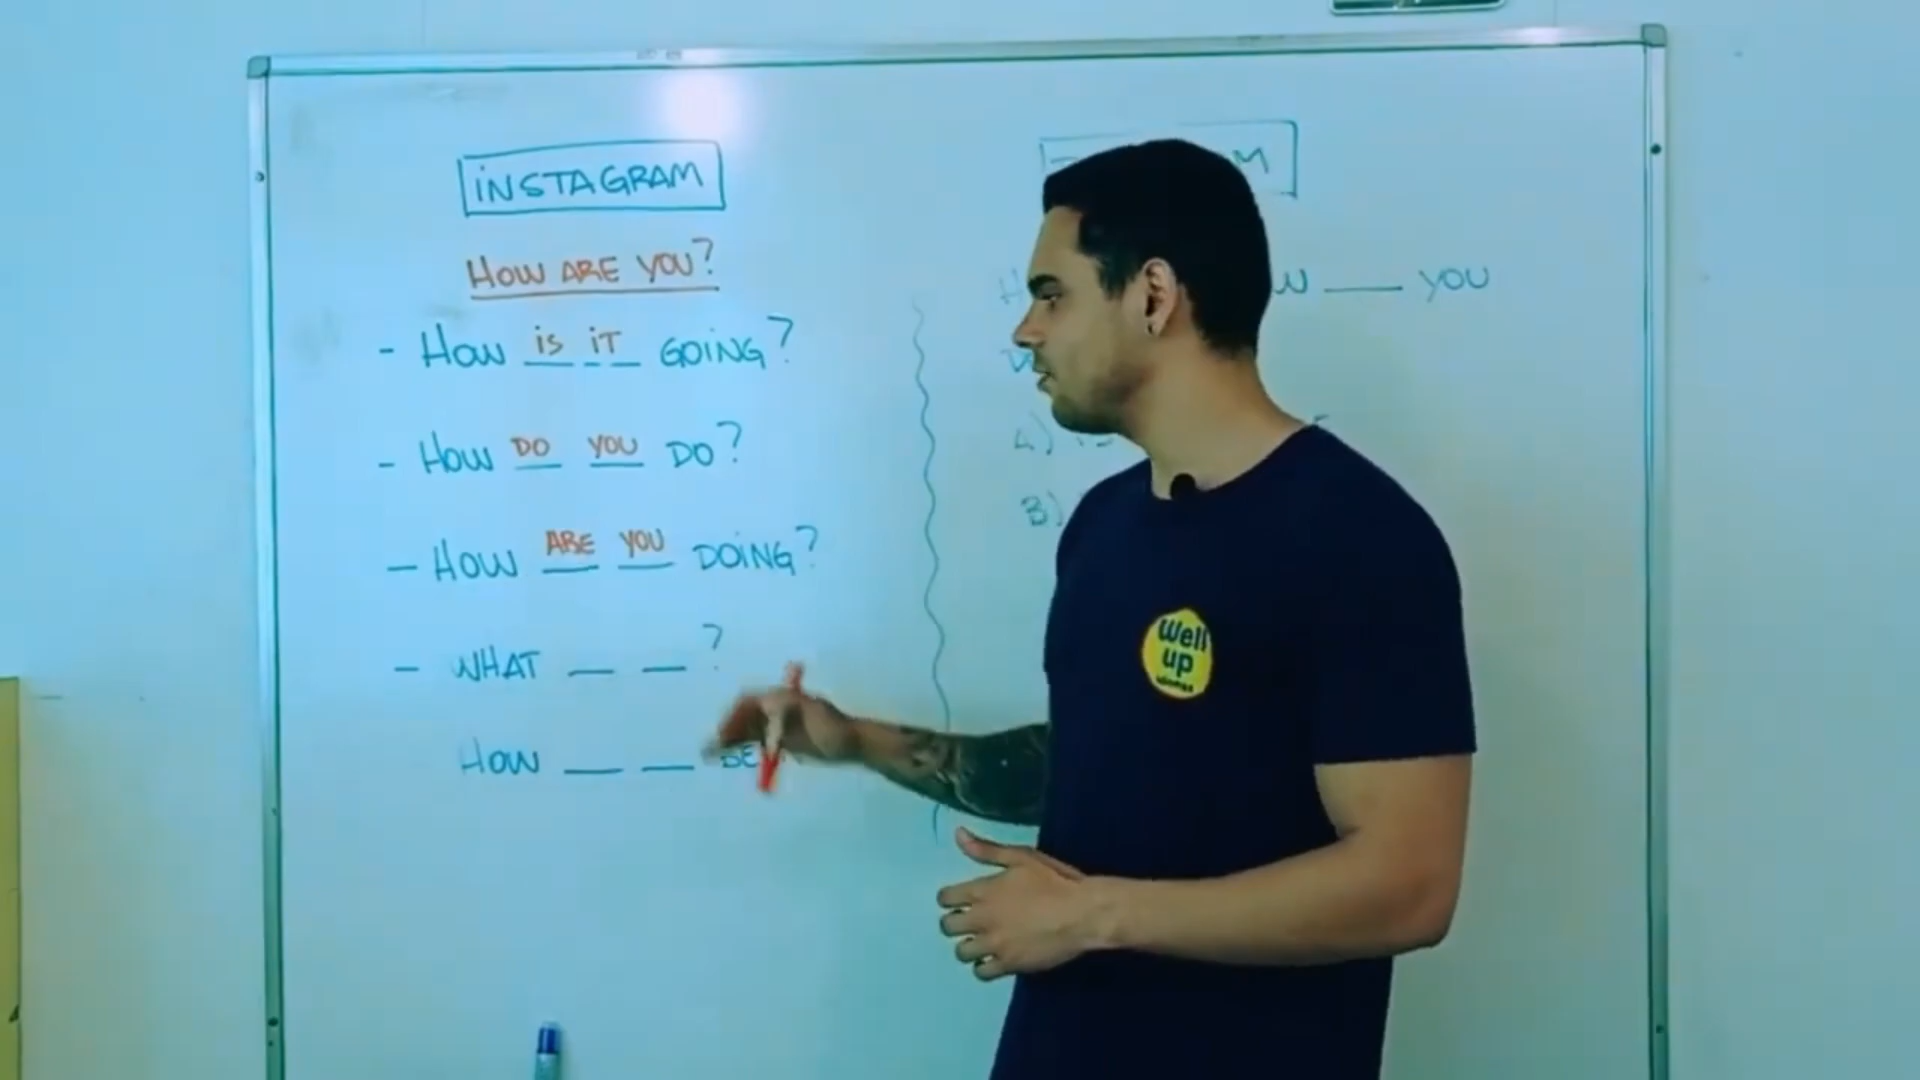 INSTAGRAM
HOW ARE YOU?
- HOW IS IT GOING?
- HOW DO YOU DO?
- HOW ARE YOU DOING?
- WHAT __ __ ?
HOW __ __ BE
W __ YOU
A)
B)
Well
up
idiomas